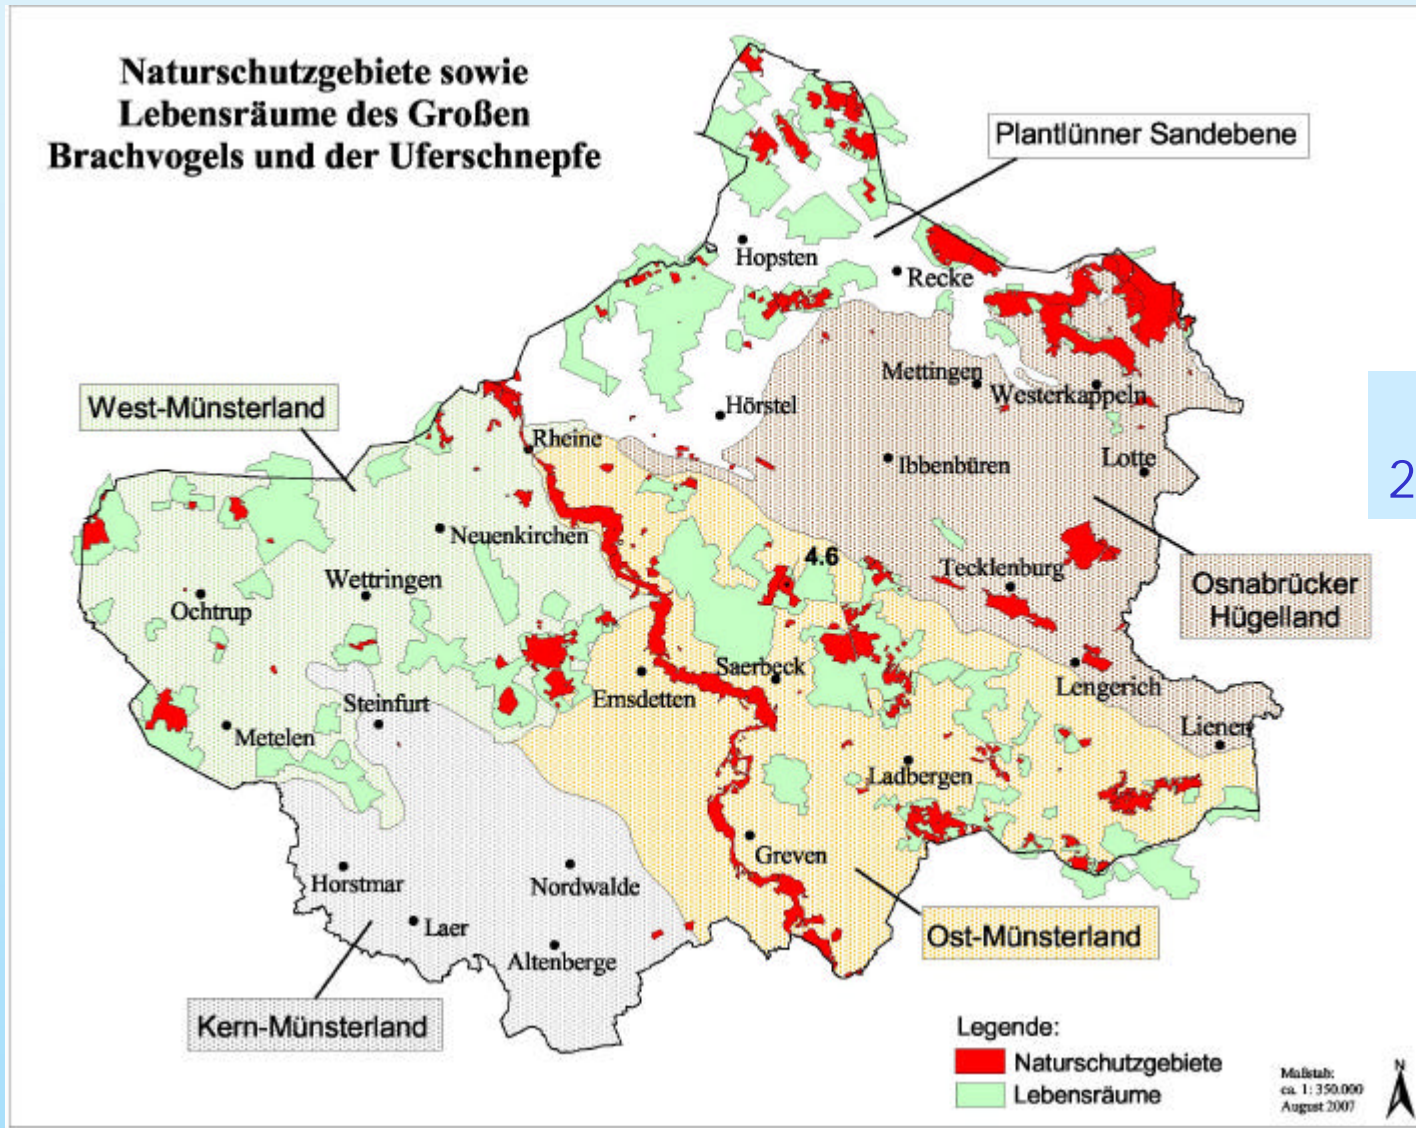 Naturschutzgebiete sowie
Lebensräume des Großen
Brachvogels und der Uferschnepfe
Plantlünner Sandebene
Hopsten
Recke
Mettingen
Westerkappeln
West-Münsterland
Hörstel
Rheine
Ibbenbüren
Lotte
2
Neuenkirchen
4.6
Wettringen
Tecklenburg
Ochtrup
Osnabrücker
Hügelland
Saerbeck
Emsdetten
Lengerich
Steinfurt
Metelen
Lienen
Ladbergen
Greven
Horstmar
Nordwalde
Laer
Ost-Münsterland
Altenberge
Kern-Münsterland
Legende:
Naturschutzgebiete
Lebensräume
Maßstab:
ca. 1: 350.000
August 2007
N